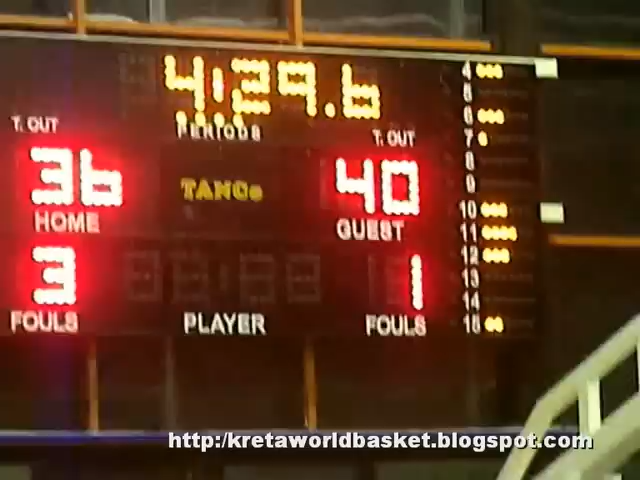 4:29.6
T. OUT PERIODS T. OUT
36 TANGO 40
HOME GUEST
3 1
FOULS PLAYER FOULS
4
5
6
7
8
9
10
11
12
13
14
15
http:/kretaworldbasket.blogspot.com